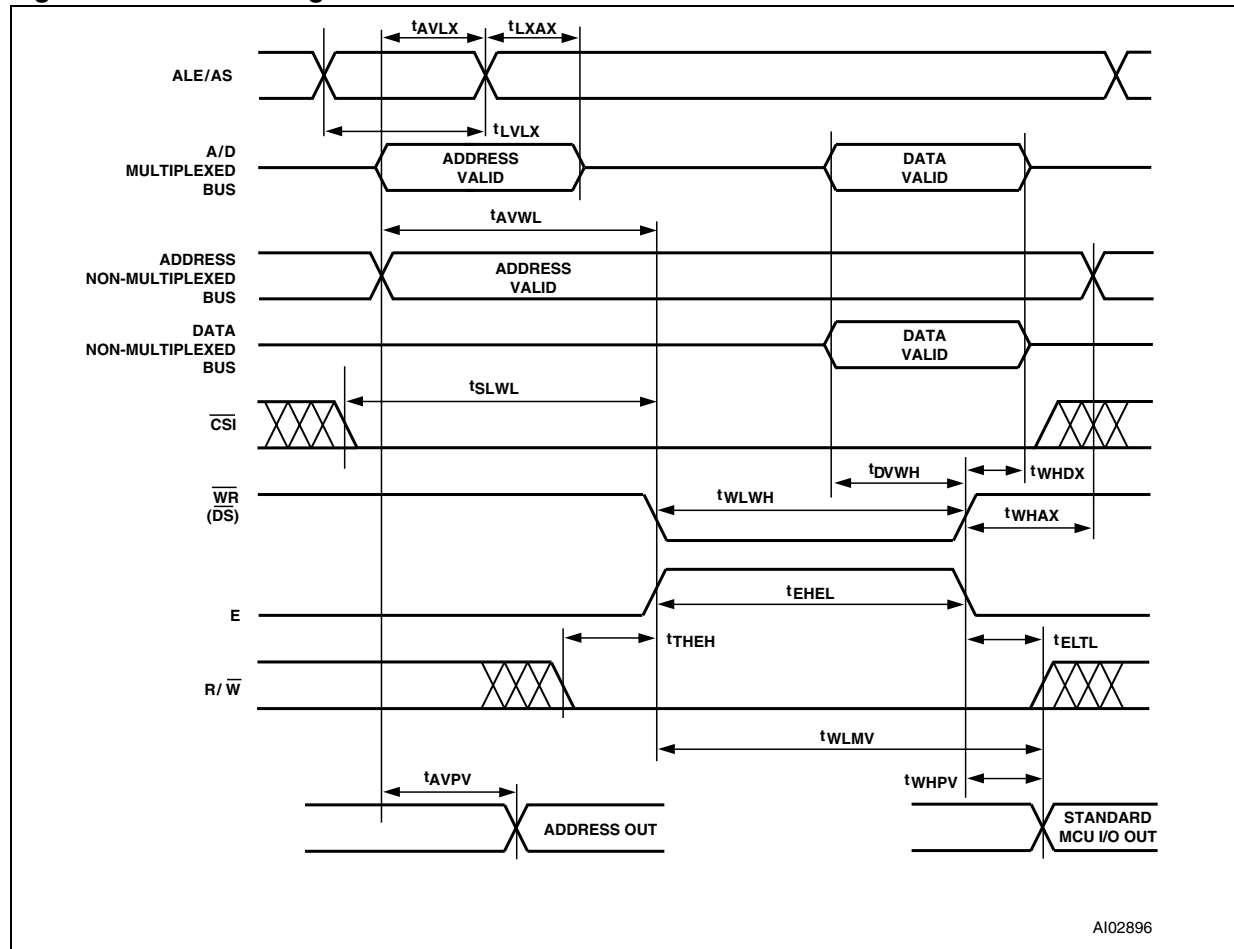 tAVLX tLXAX
ALE/AS
tLVLX
A/D
MULTIPLEXED
BUS
ADDRESS
VALID
DATA
VALID
tAVWL
ADDRESS
NON-MULTIPLEXED
BUS
ADDRESS
VALID
DATA
NON-MULTIPLEXED
BUS
DATA
VALID
tSLWL
CSI
tDVWH tWHDX
WR
(DS)
tWLWH
tWHAX
E
tEHEL
tTHEH
tELTL
R/ W
tWLMV
tAVPV
tWHPV
ADDRESS OUT
STANDARD
MCU I/O OUT
AI02896